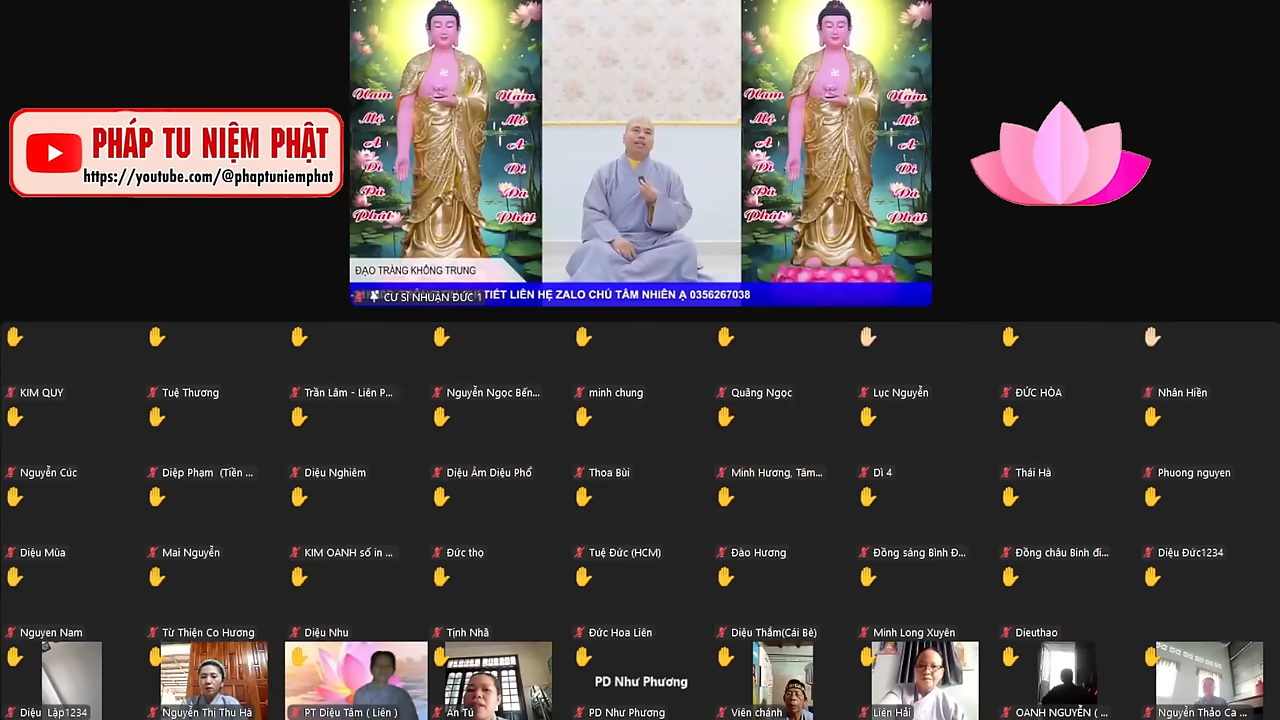 PHÁP TU NIỆM PHẬT
https://youtube.com/@phaptuniemphat
Nam
Mô
A
Di
Đà
Phật
Nam
Mô
A
Di
Đà
Phật
Nam
Mô
A
Di
Đà
Phật
Nam
Mô
A
Di
Đà
Phật
ĐẠO TRÀNG KHÔNG TRUNG
CƯ SĨ NHUẬN ĐỨC 1
TIẾT LIÊN HỆ ZALO CHÚ TÂM NHIÊN Ạ 0356267038
KIM QUY
Tuệ Thương
Trần Lâm - Liên P...
Nguyễn Ngọc Bến...
minh chung
Quảng Ngọc
Lục Nguyễn
ĐỨC HÒA
Nhân Hiền
Nguyễn Cúc
Diệp Phạm (Tiền ...
Diệu Nghiêm
Diệu Âm Diệu Phổ
Thoa Bùi
Minh Hương, Tâm...
Dì 4
Thái Hà
Phuong nguyen
Diệu Mùa
Mai Nguyễn
KIM OANH số in ...
Đức thọ
Tuệ Đức (HCM)
Đào Hương
Đồng sáng Bình Đ...
Đồng châu Bình đi...
Diệu Đức1234
Nguyen Nam
Từ Thiện Co Hương
Diệu Nhu
Tịnh Nhã
Đức Hoa Liên
Diệu Thắm(Cái Bè)
Minh Long Xuyên
Dieuthao
PD Như Phương
Diệu Lập1234
Nguyễn Thị Thu Hà
PT Diệu Tâm ( Liên )
An Tú
PD Như Phương
Viên chánh
Liên Hải
OANH NGUYỄN ( ...
Nguyễn Thảo Ca ...